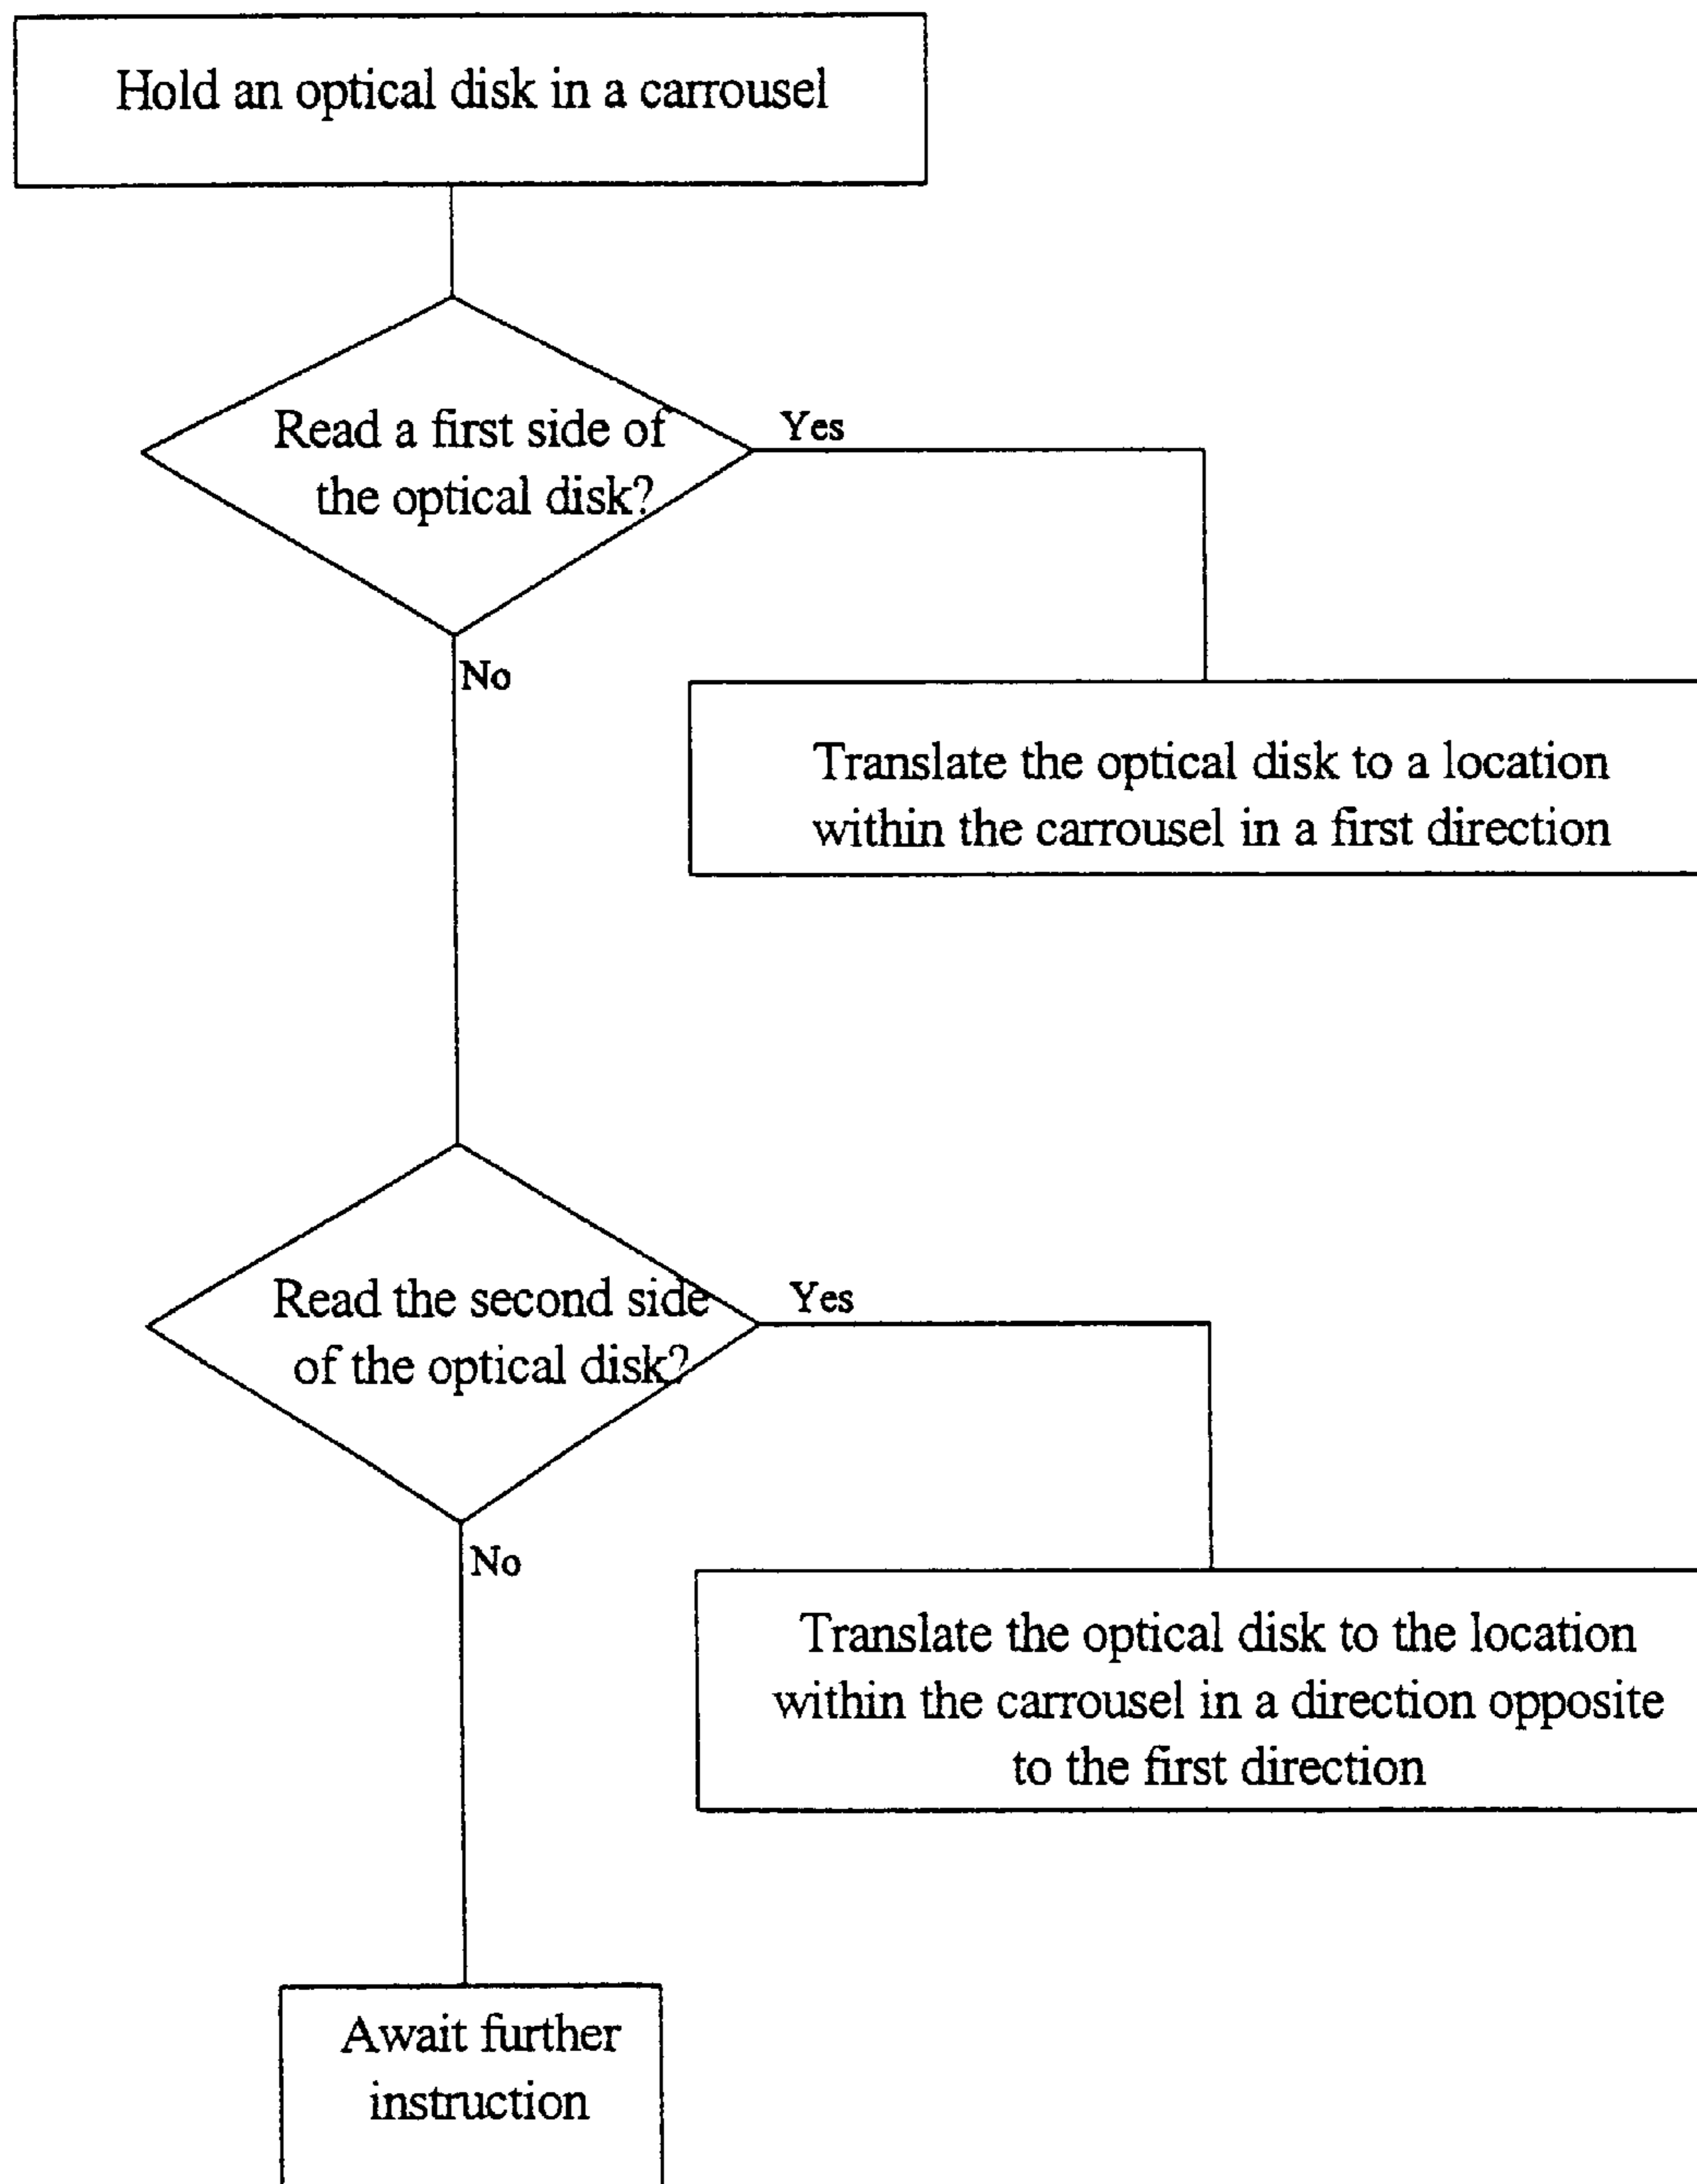 Hold an optical disk in a carrousel
Read a first side of
the optical disk?
Yes
No
Translate the optical disk to a location
within the carrousel in a first direction
Read the second side
of the optical disk?
Yes
No
Translate the optical disk to the location
within the carrousel in a direction opposite
to the first direction
Await further
instruction